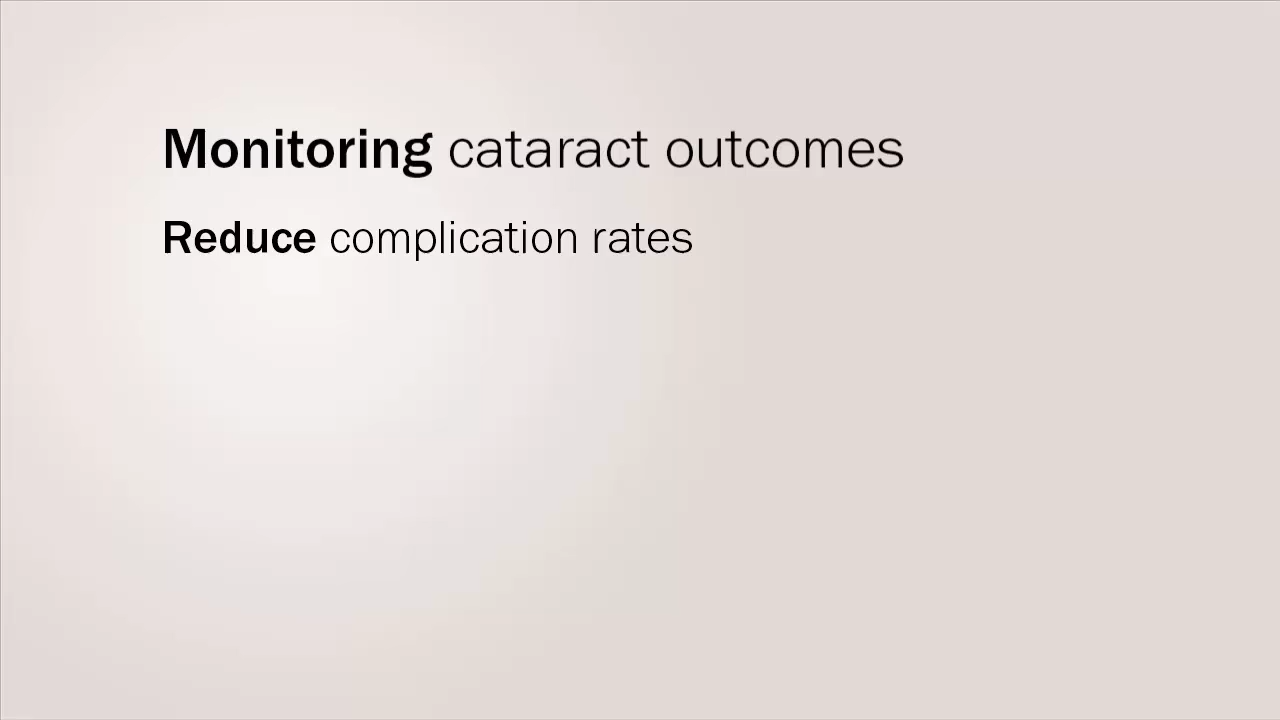 Monitoring cataract outcomes
Reduce complication rates